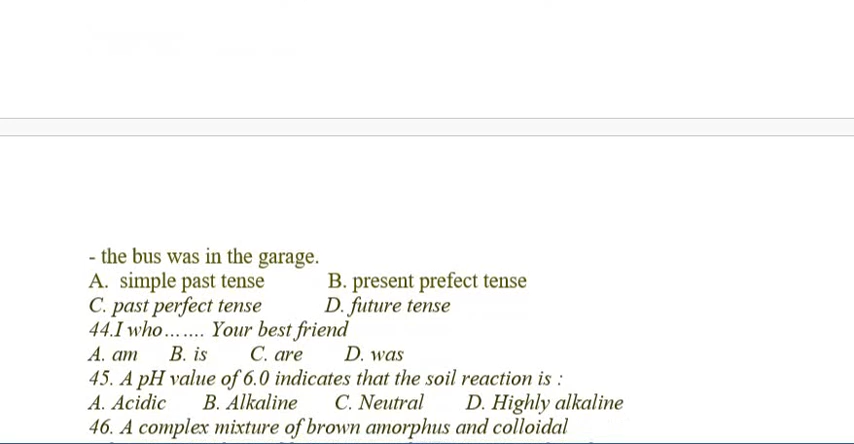 - the bus was in the garage.
A. simple past tense B. present prefect tense
C. past perfect tense D. future tense
44.I who....... Your best friend
A. am B. is C. are D. was
45. A pH value of 6.0 indicates that the soil reaction is :
A. Acidic B. Alkaline C. Neutral D. Highly alkaline
46. A complex mixture of brown amorphus and colloidal